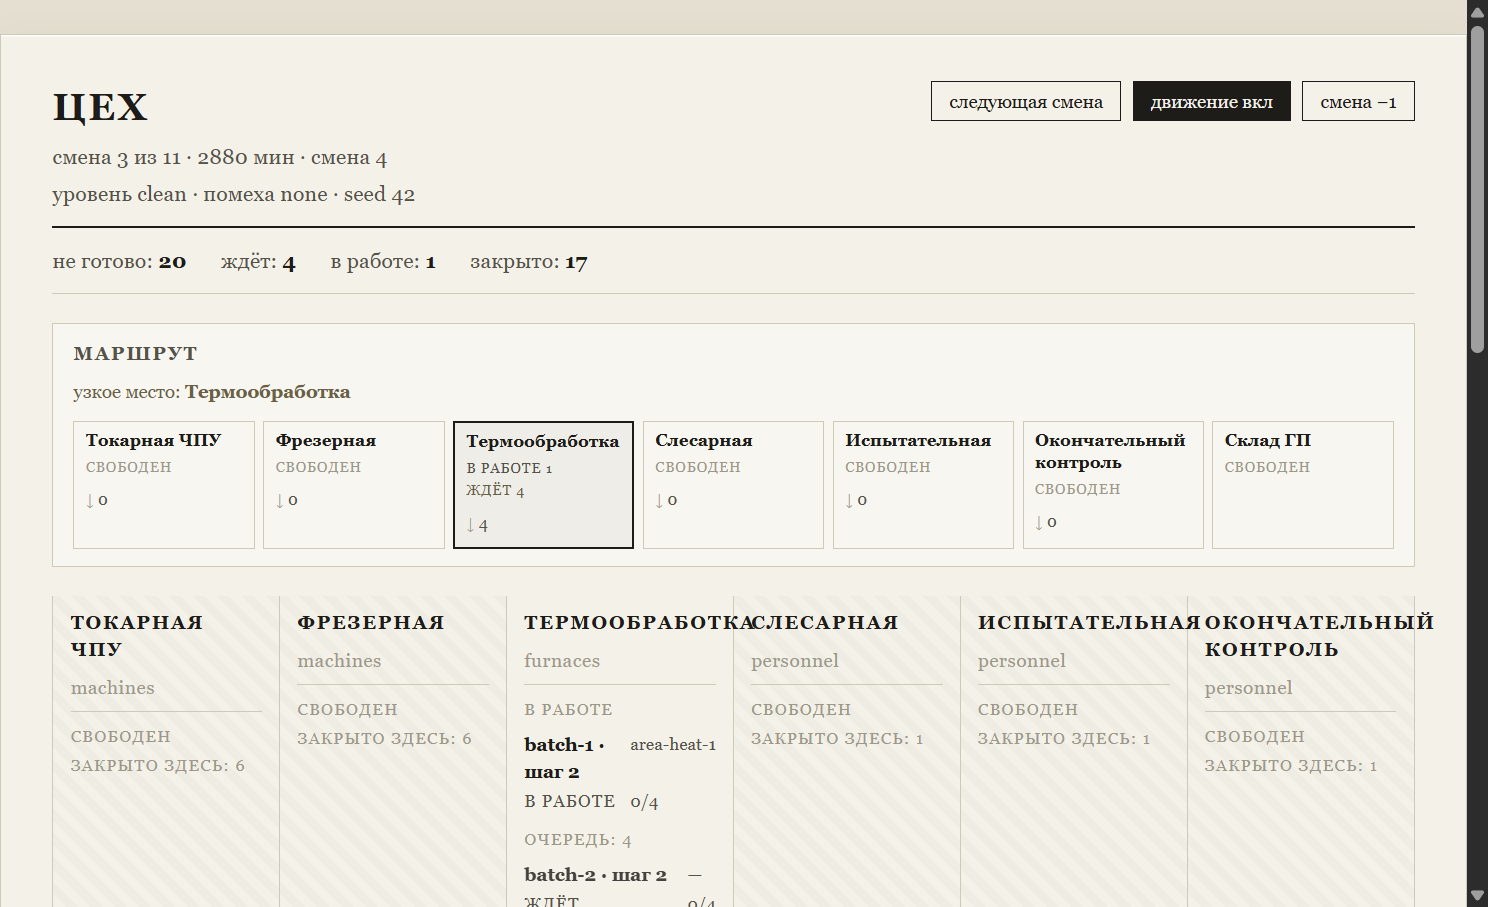 ЦЕХ
следующая смена
движение вкл
смена −1
смена 3 из 11 · 2880 мин · смена 4
уровень clean · помеха none · seed 42
не готово: 20 ждёт: 4 в работе: 1 закрыто: 17
МАРШРУТ
узкое место: Термообработка
Токарная ЧПУ
СВОБОДЕН
↓ 0
Фрезерная
СВОБОДЕН
↓ 0
Термообработка
В РАБОТЕ 1
ЖДЁТ 4
↓ 4
Слесарная
СВОБОДЕН
↓ 0
Испытательная
СВОБОДЕН
↓ 0
Окончательный
контроль
СВОБОДЕН
↓ 0
Склад ГП
СВОБОДЕН
ТОКАРНАЯ
ЧПУ
machines
СВОБОДЕН
ЗАКРЫТО ЗДЕСЬ: 6
ФРЕЗЕРНАЯ
machines
СВОБОДЕН
ЗАКРЫТО ЗДЕСЬ: 6
ТЕРМООБРАБОТКА
furnaces
В РАБОТЕ
batch-1 · area-heat-1
шаг 2
В РАБОТЕ 0/4
ОЧЕРЕДЬ: 4
batch-2 · шаг 2 —
ЖДЁТ 0/4
СЛЕСАРНАЯ
personnel
СВОБОДЕН
ЗАКРЫТО ЗДЕСЬ: 1
ИСПЫТАТЕЛЬНАЯ
personnel
СВОБОДЕН
ЗАКРЫТО ЗДЕСЬ: 1
ОКОНЧАТЕЛЬНЫЙ
КОНТРОЛЬ
personnel
СВОБОДЕН
ЗАКРЫТО ЗДЕСЬ: 1